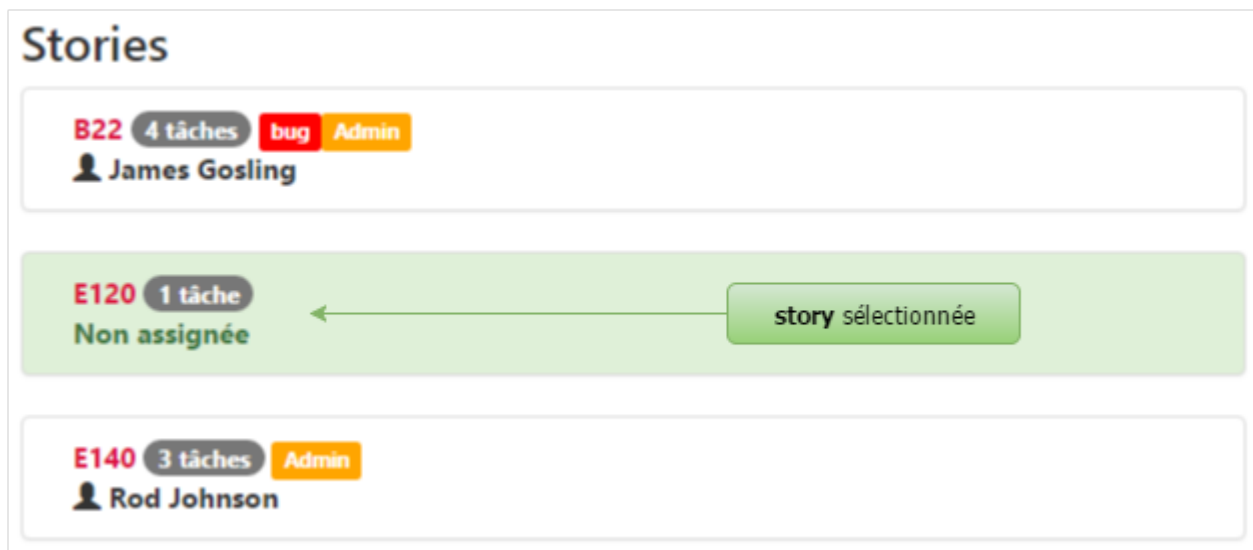 Stories
B22 4 tâches bug Admin
James Gosling
E120 1 tâche
story sélectionnée
Non assignée
E140 3 tâches Admin
Rod Johnson